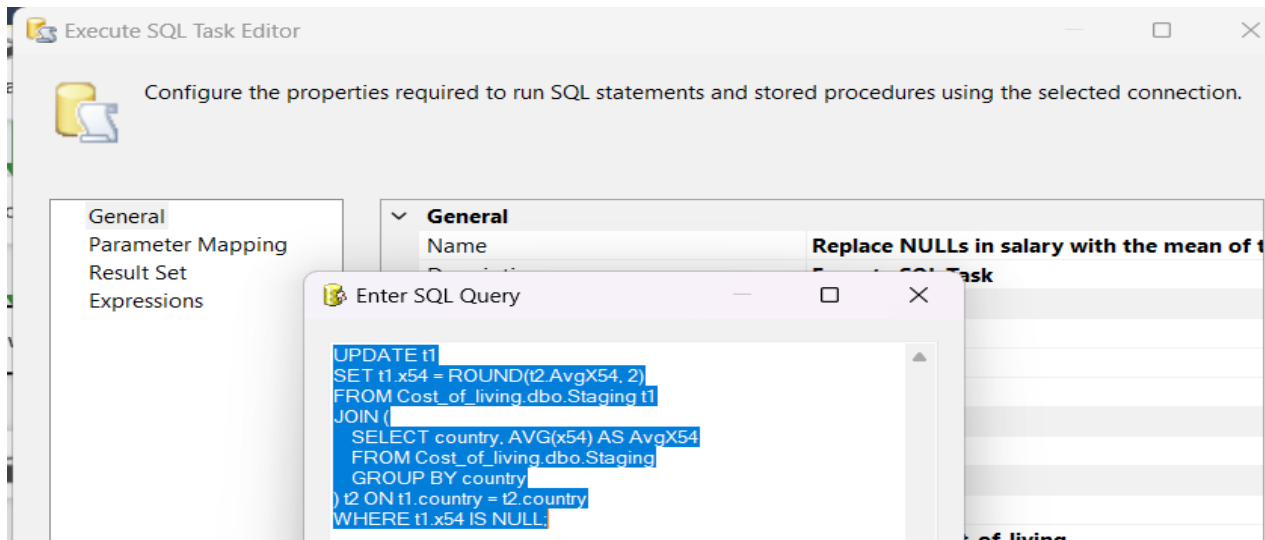 Execute SQL Task Editor
Configure the properties required to run SQL statements and stored procedures using the selected connection.
General
Parameter Mapping
Result Set
Expressions
General
Name
Replace NULLs in salary with the mean of
Enter SQL Query
UPDATE t1
SET t1.x54 = ROUND(t2.AvgX54, 2)
FROM Cost_of_living.dbo.Staging t1
JOIN (
SELECT country, AVG(x54) AS AvgX54
FROM Cost_of_living.dbo.Staging
GROUP BY country
) t2 ON t1.country = t2.country
WHERE t1.x54 IS NULL;